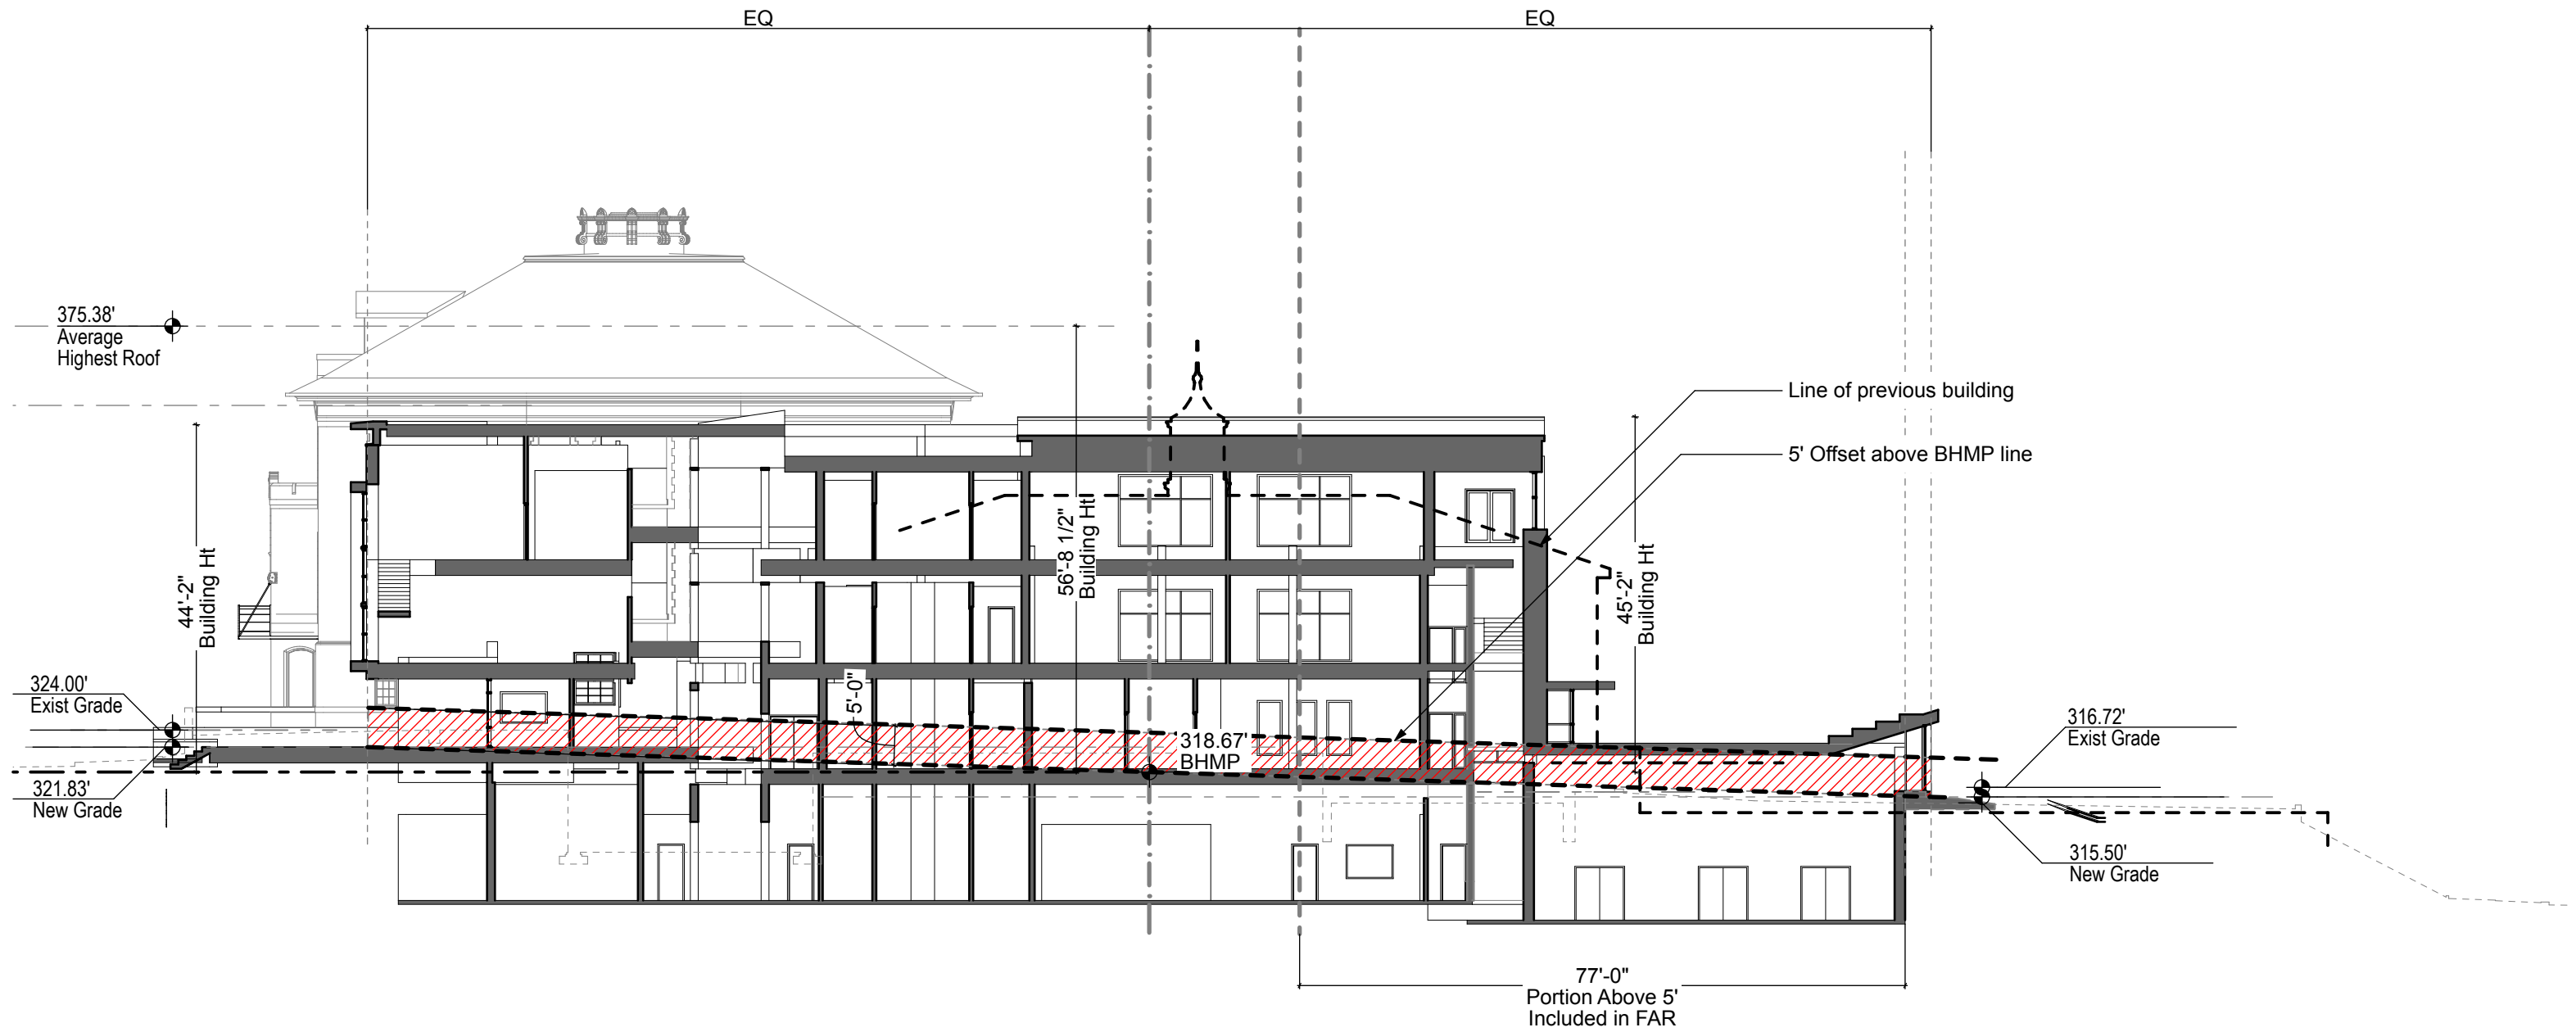 EQ
EQ
375.38'
Average
Highest Roof
Line of previous building
5' Offset above BHMP line
44'-2"
Building Ht
56'-8 1/2"
Building Ht
45'-2"
Building Ht
324.00'
Exist Grade
5'-0"
318.67'
BHMP
316.72'
Exist Grade
321.83'
New Grade
315.50'
New Grade
77'-0"
Portion Above 5'
Included in FAR